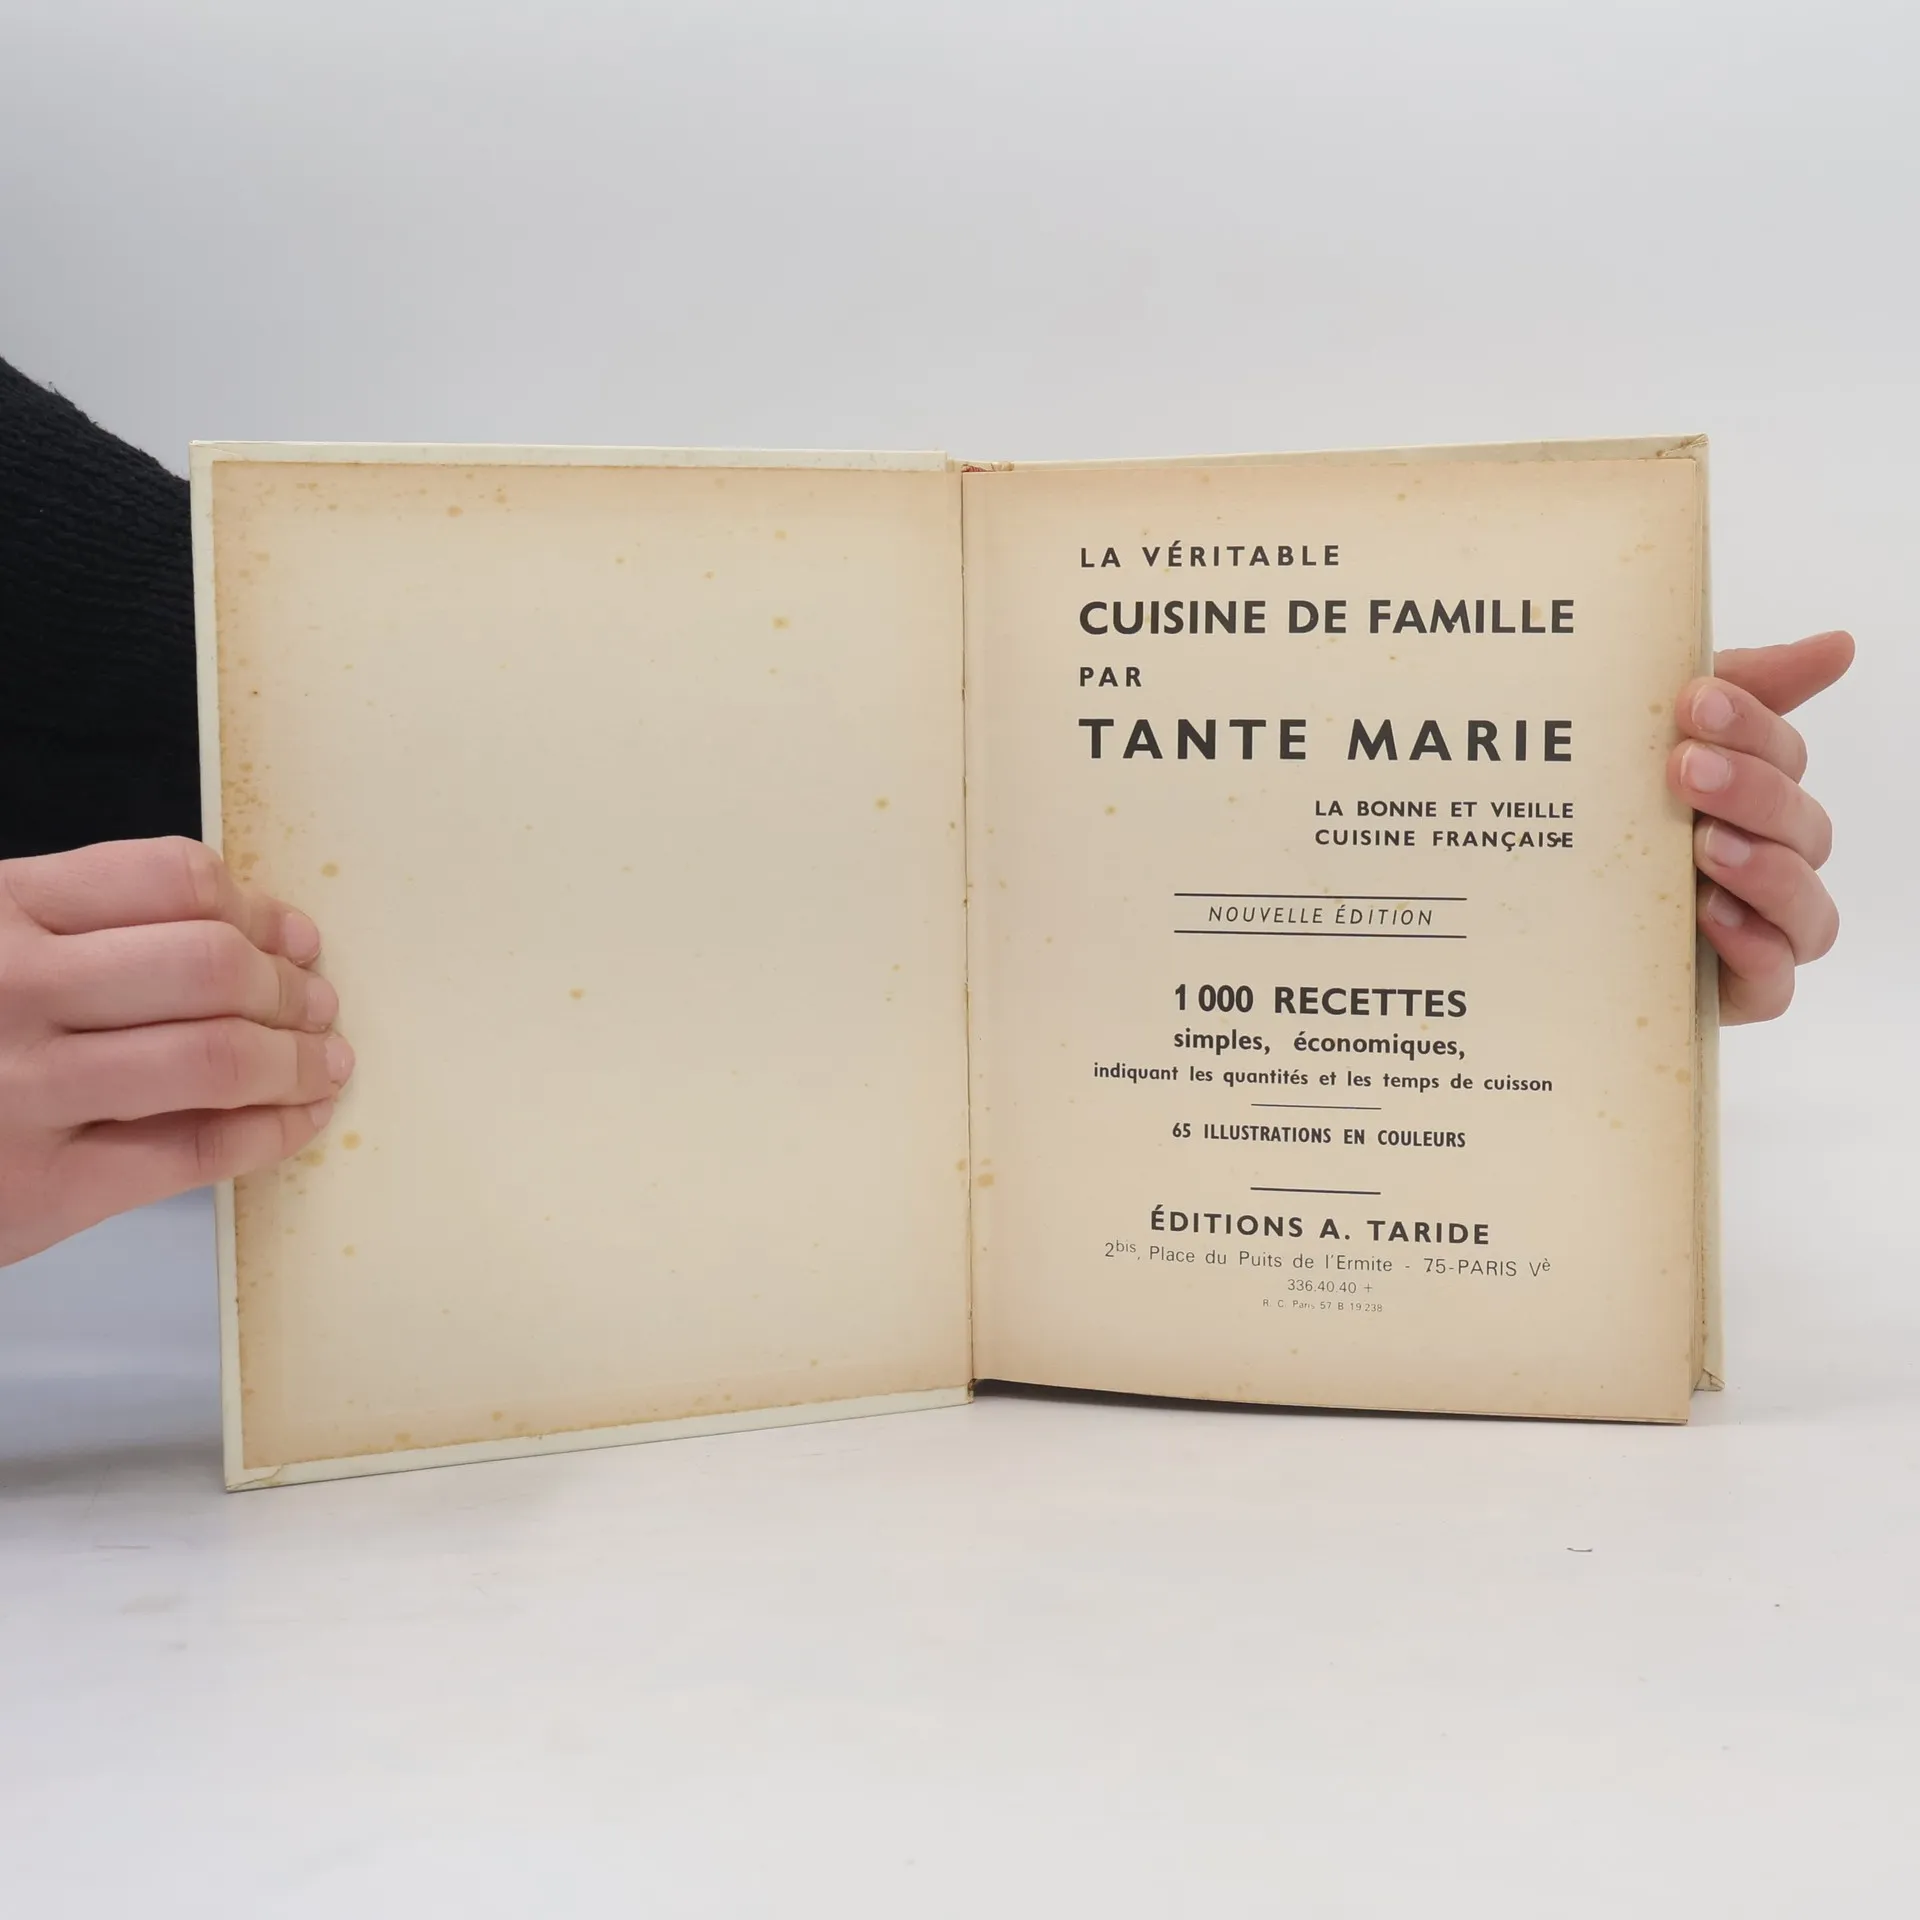 LA VÉRITABLE
CUISINE DE FAMILLE
PAR
TANTE MARIE
LA BONNE ET VIEILLE
CUISINE FRANÇAISE
NOUVELLE ÉDITION
1 000 RECETTES
simples, économiques,
indiquant les quantités et les temps de cuisson
65 ILLUSTRATIONS EN COULEURS
ÉDITIONS A. TARIDE
2bis, Place du Puits de l'Ermite - 75-PARIS Vè
336.40.40 +
R. C. Paris 57 B 19 238